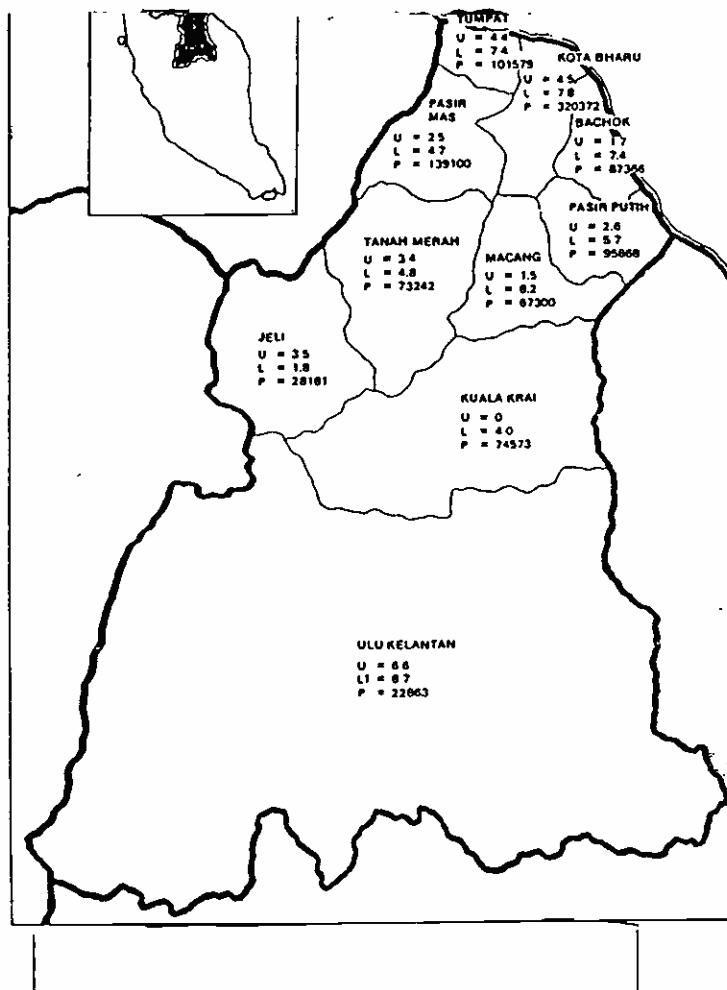 TUMPAT
U = 4.4
L = 7.4
P = 101579
KOTA BHARU
U = 4.5
L = 7.8
P = 320372
PASIR
MAS
U = 2.5
L = 4.7
P = 139100
BACHOK
U = 1.7
L = 7.4
P = 87366
PASIR PUTIH
U = 2.6
L = 5.7
P = 95868
TANAH MERAH
U = 3.4
L = 4.8
P = 73242
MACANG
U = 1.5
L = 6.2
P = 67300
JELI
U = 3.5
L = 1.8
P = 28181
KUALA KRAI
U = 0
L = 4.0
P = 74573
ULU KELANTAN
U = 6.6
L1 = 6.7
P = 22863